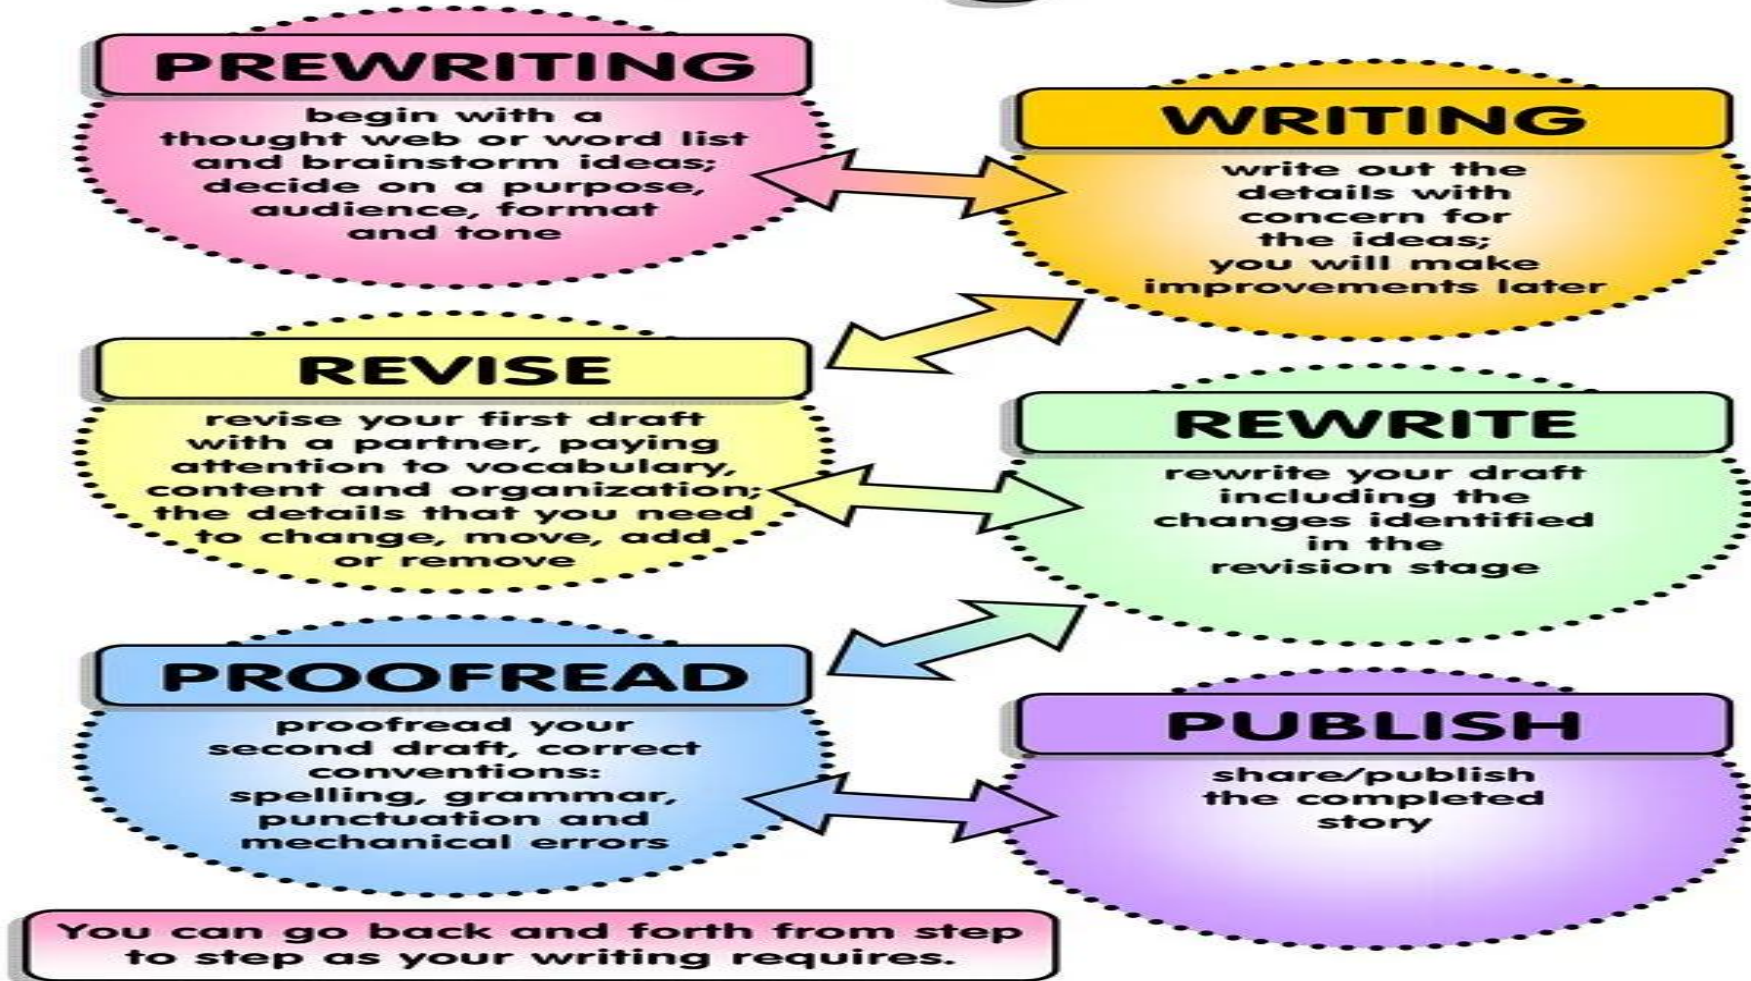 PREWRITING
begin with a
thought web or word list
and brainstorm ideas;
decide on a purpose,
audience, format
and tone
WRITING
write out the
details with
concern for
the ideas;
you will make
improvements later
REVISE
revise your first draft
with a partner, paying
attention to vocabulary,
content and organization;
the details that you need
to change, move, add
or remove
REWRITE
rewrite your draft
including the
changes identified
in the
revision stage
PROOFREAD
proofread your
second draft, correct
conventions:
spelling, grammar,
punctuation and
mechanical errors
PUBLISH
share/publish
the completed
story
You can go back and forth from step
to step as your writing requires.